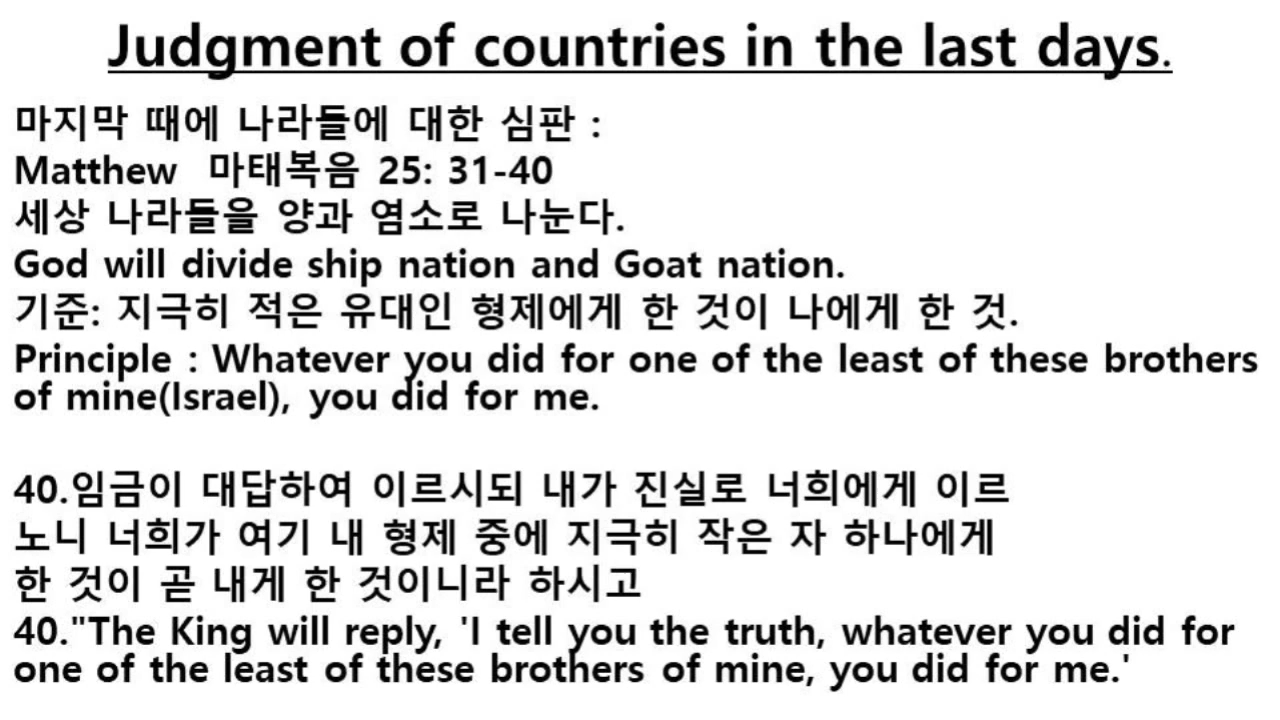 Judgment of countries in the last days.
마지막 때에 나라들에 대한 심판 :
Matthew 마태복음 25: 31-40
세상 나라들을 양과 염소로 나눈다.
God will divide ship nation and Goat nation.
기준: 지극히 적은 유대인 형제에게 한 것이 나에게 한 것.
Principle : Whatever you did for one of the least of these brothers
of mine(Israel), you did for me.
40.임금이 대답하여 이르시되 내가 진실로 너희에게 이르
노니 너희가 여기 내 형제 중에 지극히 작은 자 하나에게
한 것이 곧 내게 한 것이니라 하시고
40."The King will reply, 'I tell you the truth, whatever you did for
one of the least of these brothers of mine, you did for me.'